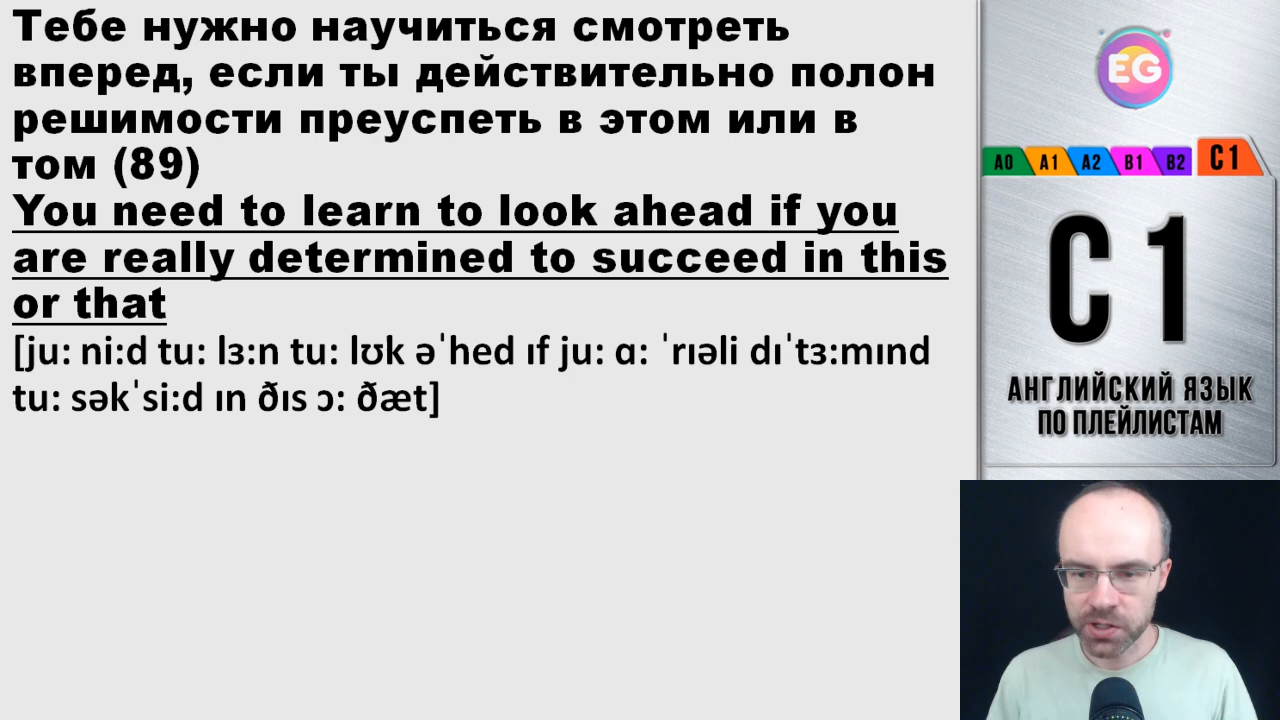 Тебе нужно научиться смотреть
вперед, если ты действительно полон
решимости преуспеть в этом или в
том (89)
You need to learn to look ahead if you
are really determined to succeed in this
or that
[ju: ni:d tu: lɜ:n tu: lʊk əˈhed ɪf ju: ɑ: ˈrɪəli dɪˈtɜ:mɪnd
tu: səkˈsi:d ɪn ðɪs ɔ: ðæt]
EG
A0 A1 A2 B1 B2 C1
C1
АНГЛИЙСКИЙ ЯЗЫК
ПО ПЛЕЙЛИСТАМ